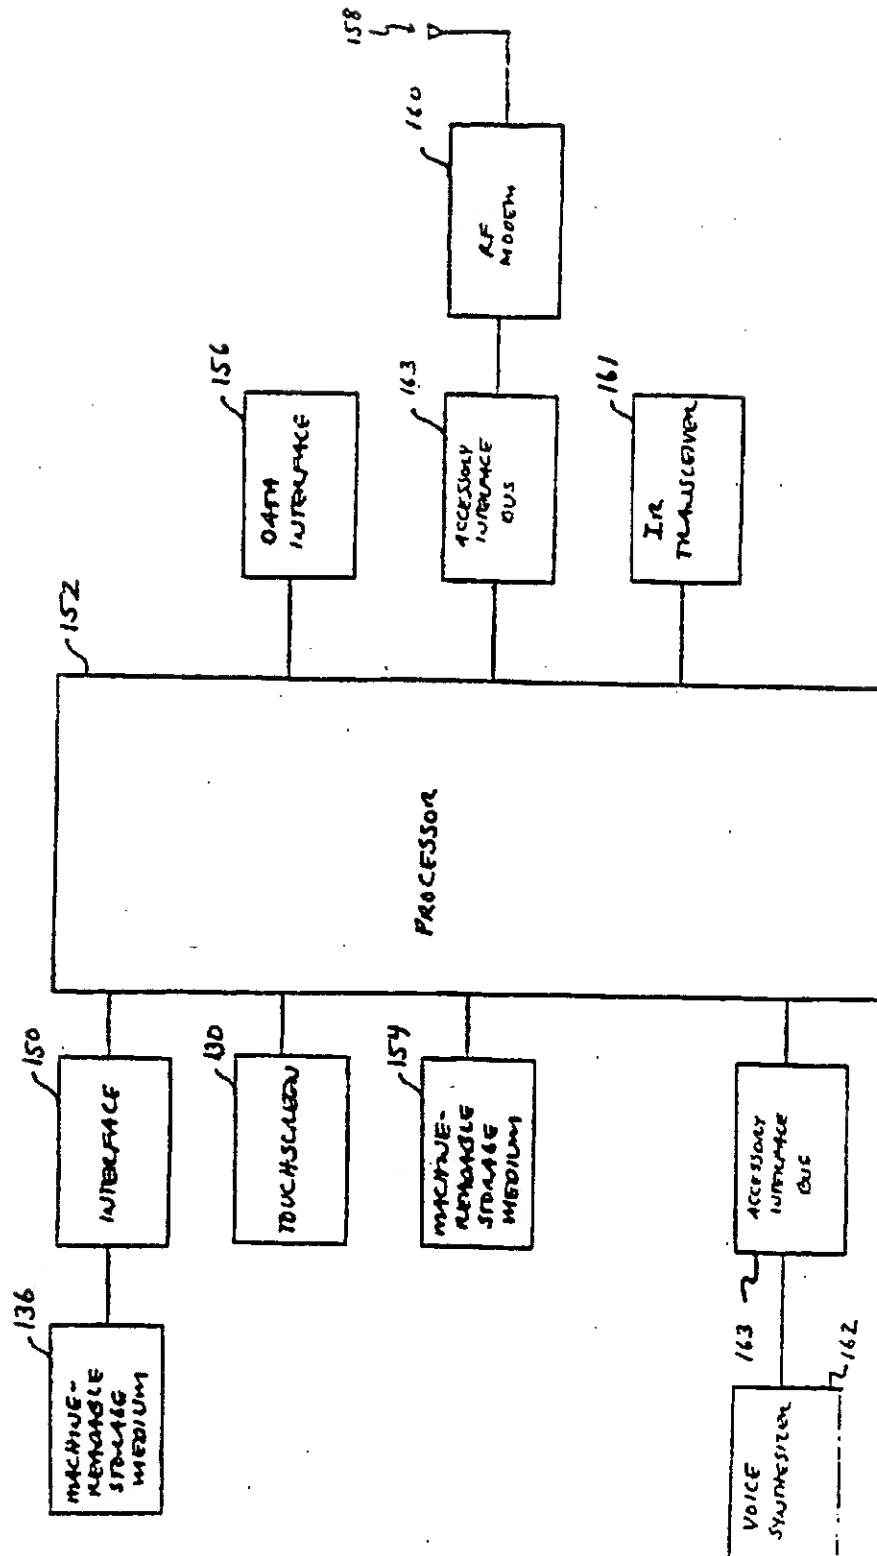 136
MACHINE-
READABLE
STORAGE
MEDIUM
150
INTERFACE
130
TOUCHSCREEN
154
MACHINE-
READABLE
STORAGE
MEDIUM
VOICE
SYNTHESIZER
162
163
ACCESSORY
INTERFACE
BUS
152
PROCESSOR
156
DATA
INTERFACE
163
ACCESSORY
INTERFACE
BUS
160
RF
MODEM
158
161
IR
TRANSCEIVER